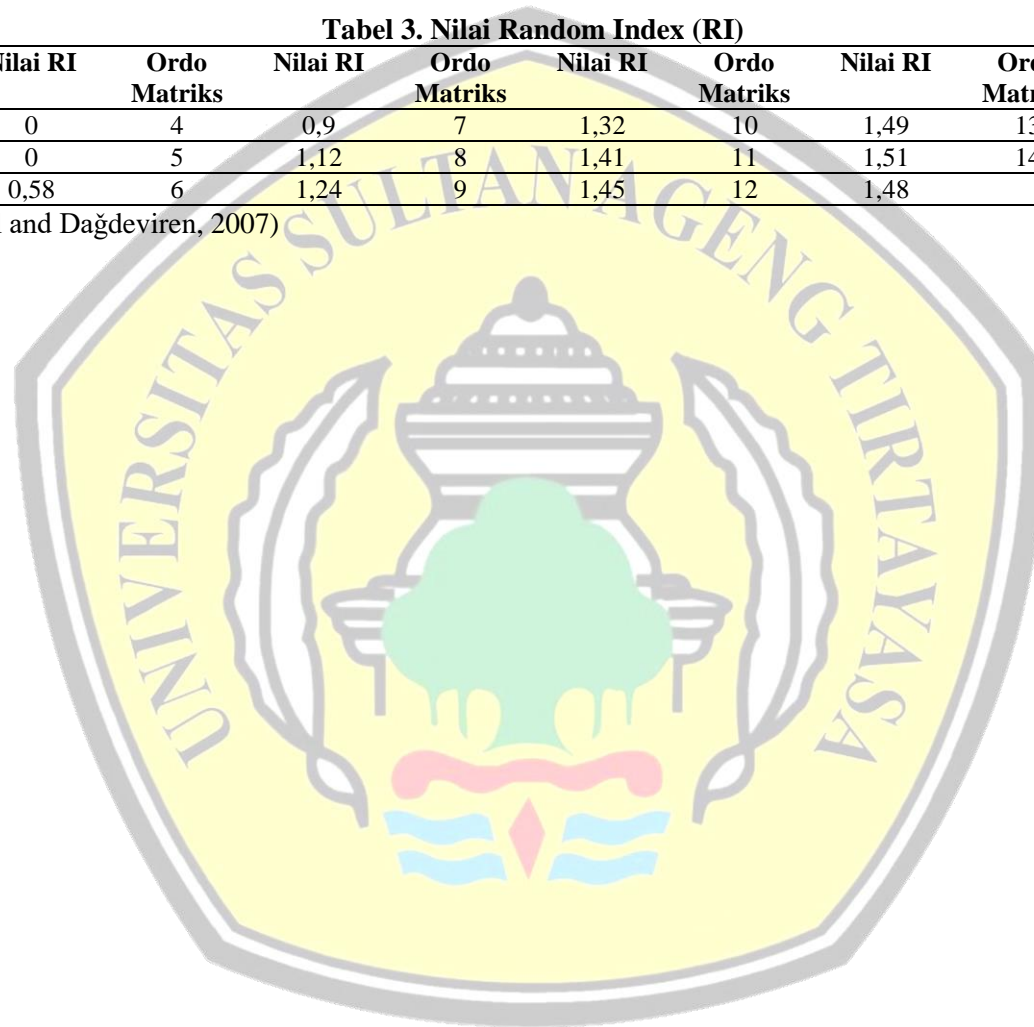 Tabel 3. Nilai Random Index (RI)
Nilai RI Ordo Matriks Nilai RI Ordo Matriks Nilai RI Ordo Matriks Nilai RI
0 4 0,9 7 1,32 10 1,49 13
0 5 1,12 8 1,41 11 1,51 14
0,58 6 1,24 9 1,45 12 1,48
and Dağdeviren, 2007)
UNIVERSITAS SULTAN AGENG TIRTAYASA